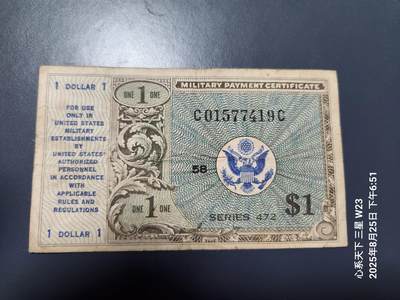 1 DOLLAR 1
FOR USE
ONLY IN
UNITED STATES
MILITARY
ESTABLISHMENTS
BY
UNITED STATES
AUTHORIZED
PERSONNEL
IN ACCORDANCE
WITH
APPLICABLE
RULES AND
REGULATIONS
1 DOLLAR 1
ONE 1 ONE
ONE 1 ONE
MILITARY PAYMENT CERTIFICATE
C01577419C
58
SERIES 472
$1
心系天下 三星 W23
2025年8月25日 下午6:51